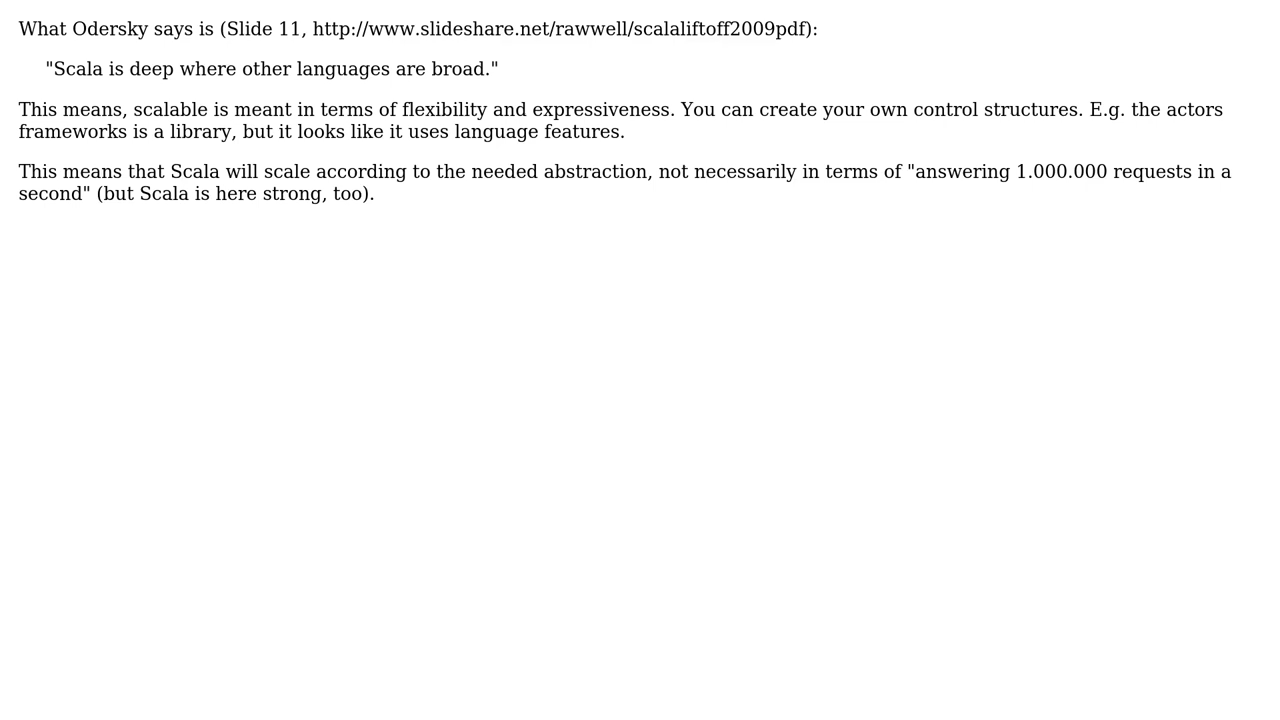 What Odersky says is (Slide 11, http://www.slideshare.net/rawwell/scalaliftoff2009pdf):
"Scala is deep where other languages are broad."
This means, scalable is meant in terms of flexibility and expressiveness. You can create your own control structures. E.g. the actors
frameworks is a library, but it looks like it uses language features.
This means that Scala will scale according to the needed abstraction, not necessarily in terms of "answering 1.000.000 requests in a
second" (but Scala is here strong, too).